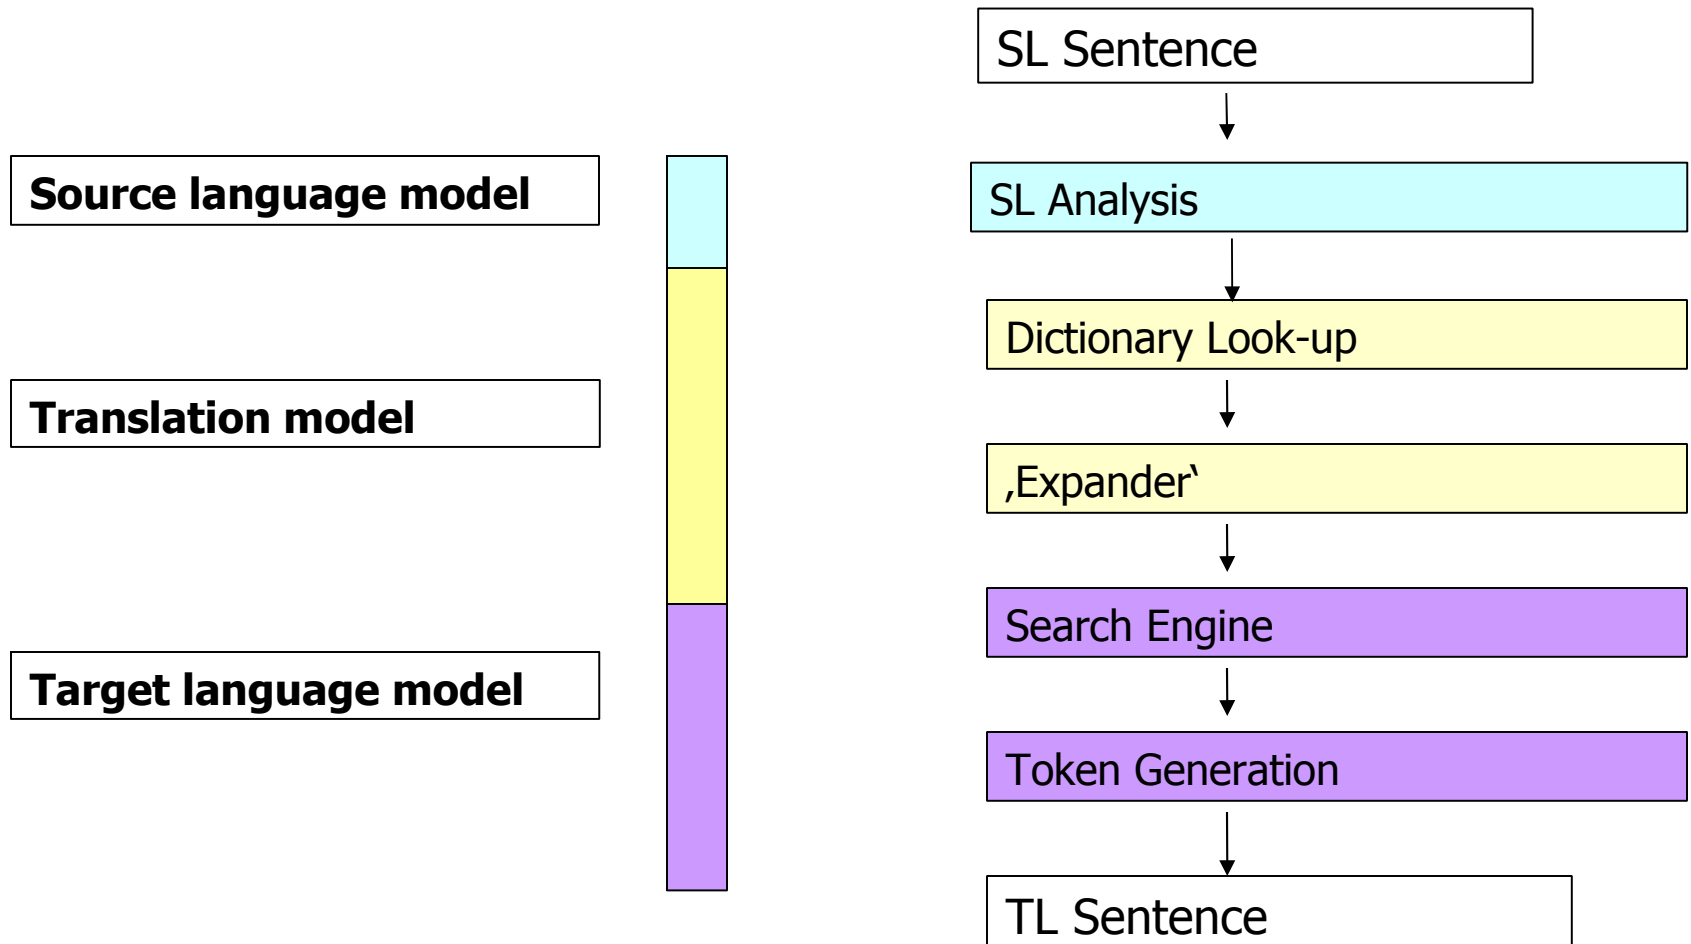 SL Sentence
Source language model
SL Analysis
Dictionary Look-up
Translation model
‚Expander‘
Search Engine
Target language model
Token Generation
TL Sentence